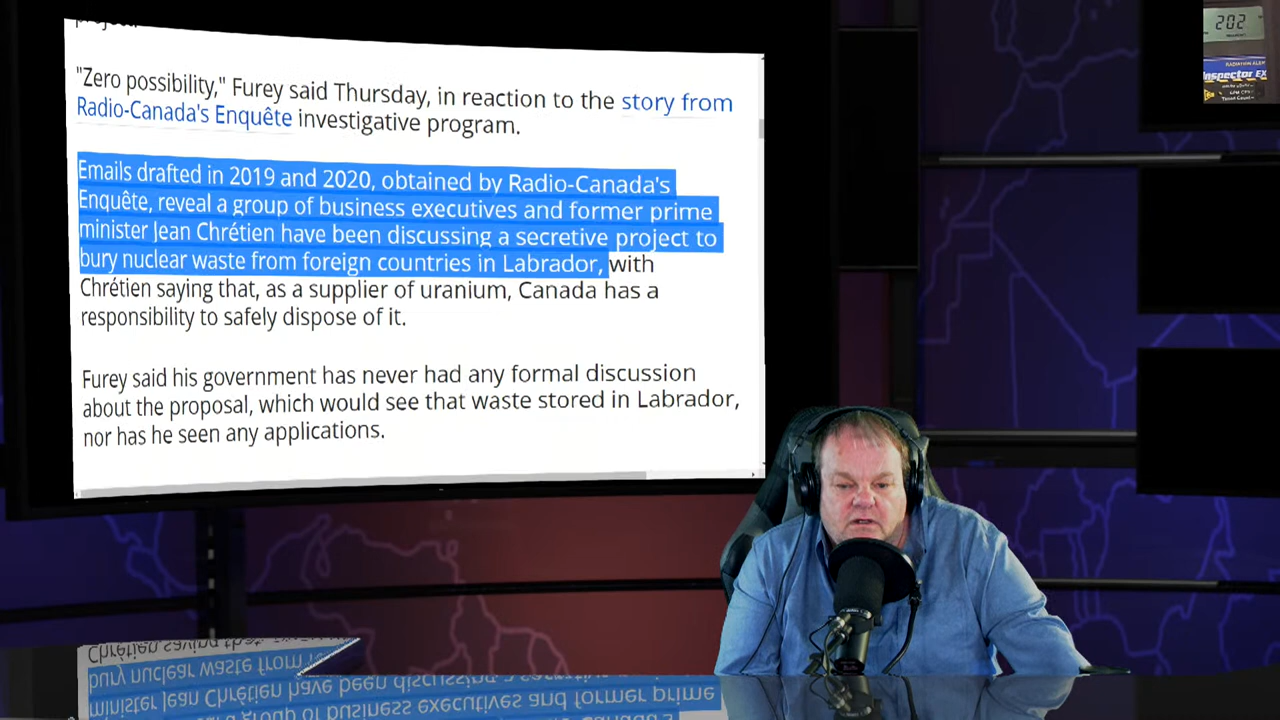 "Zero possibility," Furey said Thursday, in reaction to the story from
Radio-Canada's Enquête investigative program.
Emails drafted in 2019 and 2020, obtained by Radio-Canada's
Enquête, reveal a group of business executives and former prime
minister Jean Chrétien have been discussing a secretive project to
bury nuclear waste from foreign countries in Labrador, with
Chrétien saying that, as a supplier of uranium, Canada has a
responsibility to safely dispose of it.
Furey said his government has never had any formal discussion
about the proposal, which would see that waste stored in Labrador,
nor has he seen any applications.
202
RADIATION ALERT
Inspector EX